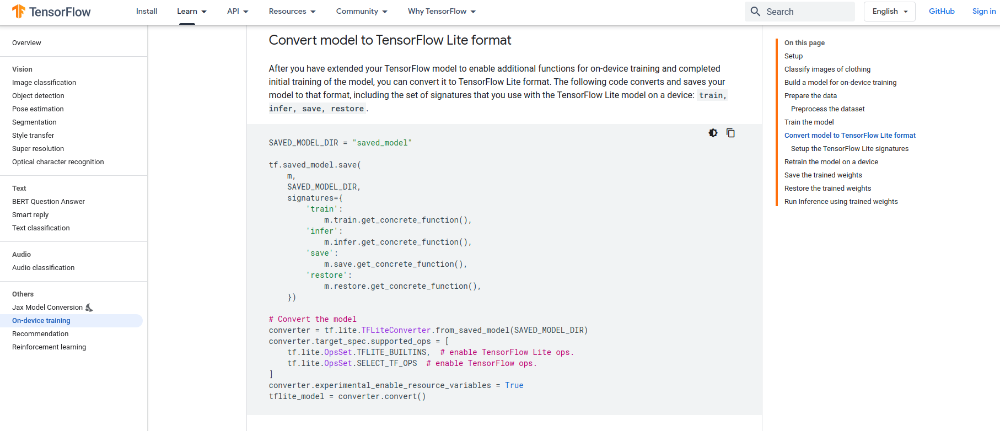 TensorFlow
Install
Learn
API
Resources
Community
Why TensorFlow
Search
English
GitHub
Sign in
Overview
Vision
Image classification
Object detection
Pose estimation
Segmentation
Style transfer
Super resolution
Optical character recognition
Text
BERT Question Answer
Smart reply
Text classification
Audio
Audio classification
Others
Jax Model Conversion
On-device training
Recommendation
Reinforcement learning
Convert model to TensorFlow Lite format
After you have extended your TensorFlow model to enable additional functions for on-device training and completed
initial training of the model, you can convert it to TensorFlow Lite format. The following code converts and saves your
model to that format, including the set of signatures that you use with the TensorFlow Lite model on a device: train,
infer, save, restore.
SAVED_MODEL_DIR = "saved_model"
tf.saved_model.save(
    m,
    SAVED_MODEL_DIR,
    signatures={
        'train':
            m.train.get_concrete_function(),
        'infer':
            m.infer.get_concrete_function(),
        'save':
            m.save.get_concrete_function(),
        'restore':
            m.restore.get_concrete_function(),
    })
# Convert the model
converter = tf.lite.TFLiteConverter.from_saved_model(SAVED_MODEL_DIR)
converter.target_spec.supported_ops = [
    tf.lite.OpsSet.TFLITE_BUILTINS,  # enable TensorFlow Lite ops.
    tf.lite.OpsSet.SELECT_TF_OPS  # enable TensorFlow ops.
]
converter.experimental_enable_resource_variables = True
tflite_model = converter.convert()
On this page
Setup
Classify images of clothing
Build a model for on-device training
Prepare the data
Preprocess the dataset
Train the model
Convert model to TensorFlow Lite format
Setup the TensorFlow Lite signatures
Retrain the model on a device
Save the trained weights
Restore the trained weights
Run Inference using trained weights